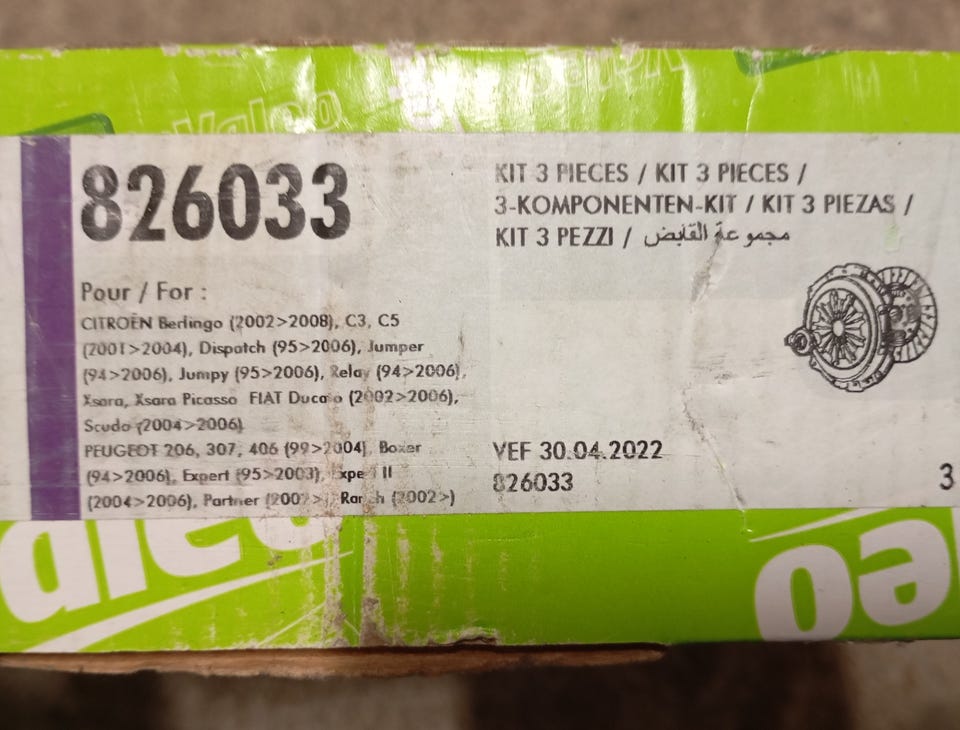 Valeo
826033
KIT 3 PIECES / KIT 3 PIECES /
3-KOMPONENTEN-KIT / KIT 3 PIEZAS /
KIT 3 PEZZI / مجموعة القابض
Pour / For :
CITROËN Berlingo (2002>2008), C3, C5
(2001>2004), Dispatch (95>2006), Jumper
(94>2006), Jumpy (95>2006), Relay (94>2006),
Xsara, Xsara Picasso FIAT Ducato (2002>2006),
Scudo (2004>2006)
PEUGEOT 206, 307, 406 (99>2004), Boxer
(94>2006), Expert (95>2003), Expert II
(2004>2006), Partner (2002>), Ranch (2002>)
VEF 30.04.2022
826033
3
aleo
eo